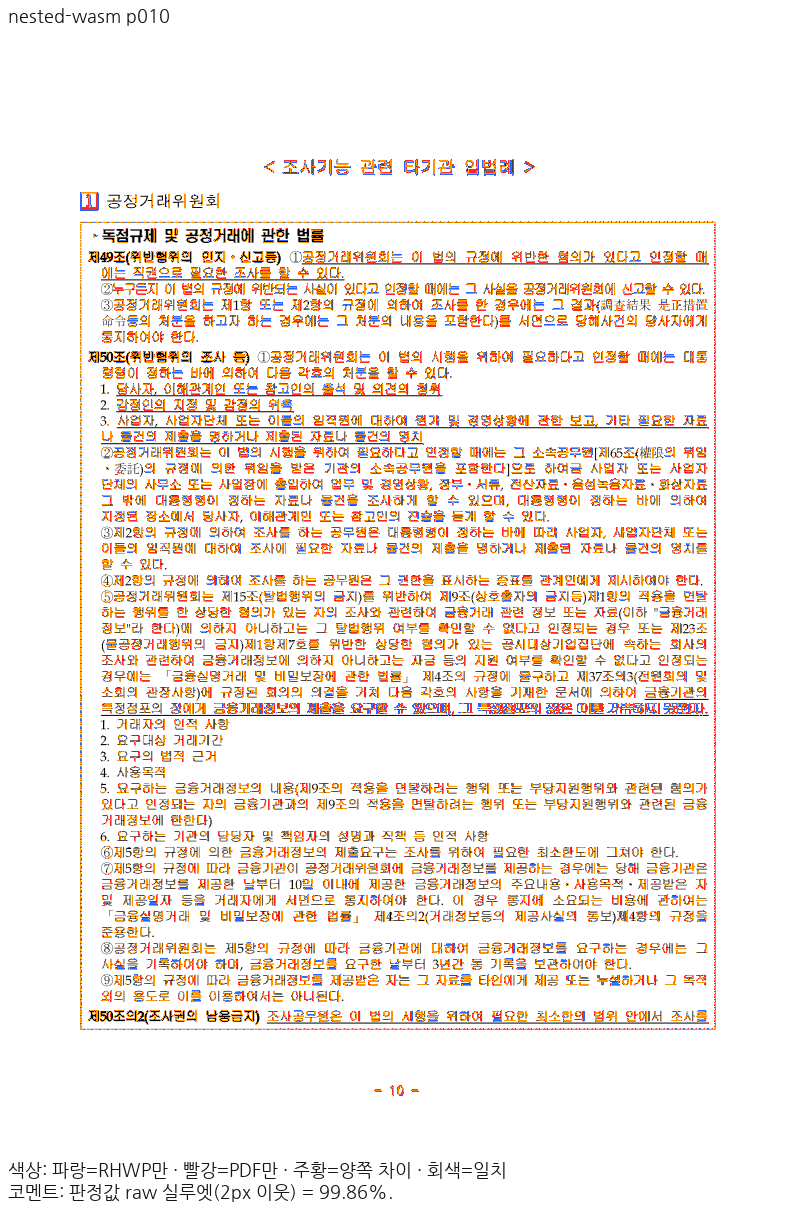 nested-wasm p010
< 조사기능 관련 타기관 입법례 >
1 공정거래위원회
▸독점규제 및 공정거래에 관한 법률
제49조(위반행위의 인지·신고등) ①공정거래위원회는 이 법의 규정에 위반한 혐의가 있다고 인정할 때
에는 직권으로 필요한 조사를 할 수 있다.
②누구든지 이 법의 규정에 위반되는 사실이 있다고 인정할 때에는 그 사실을 공정거래위원회에 신고할 수 있다.
③공정거래위원회는 제1항 또는 제2항의 규정에 의하여 조사를 한 경우에는 그 결과(調査結果 是正措置
命令등의 처분을 하고자 하는 경우에는 그 처분의 내용을 포함한다)를 서면으로 당해사건의 당사자에게
통지하여야 한다.
제50조(위반행위의 조사 등) ①공정거래위원회는 이 법의 시행을 위하여 필요하다고 인정할 때에는 대통
령령이 정하는 바에 의하여 다음 각호의 처분을 할 수 있다.
1. 당사자, 이해관계인 또는 참고인의 출석 및 의견의 청취
2. 감정인의 지정 및 감정의 위촉
3. 사업자, 사업자단체 또는 이들의 임직원에 대하여 원가 및 경영상황에 관한 보고, 기타 필요한 자료
나 물건의 제출을 명하거나 제출된 자료나 물건의 영치
②공정거래위원회는 이 법의 시행을 위하여 필요하다고 인정할 때에는 그 소속공무원[제65조(權限의 위임
、委託)의 규정에 의한 위임을 받은 기관의 소속공무원을 포함한다]으로 하여금 사업자 또는 사업자
단체의 사무소 또는 사업장에 출입하여 업무 및 경영상황, 장부·서류, 전산자료·음성녹음자료·화상자료
그 밖에 대통령령이 정하는 자료나 물건을 조사하게 할 수 있으며, 대통령령이 정하는 바에 의하여
지정된 장소에서 당사자, 이해관계인 또는 참고인의 진술을 듣게 할 수 있다.
③제2항의 규정에 의하여 조사를 하는 공무원은 대통령령이 정하는 바에 따라 사업자, 사업자단체 또는
이들의 임직원에 대하여 조사에 필요한 자료나 물건의 제출을 명하거나 제출된 자료나 물건의 영치를
할 수 있다.
④제2항의 규정에 의하여 조사를 하는 공무원은 그 권한을 표시하는 증표를 관계인에게 제시하여야 한다.
⑤공정거래위원회는 제15조(탈법행위의 금지)를 위반하여 제9조(상호출자의 금지등)제1항의 적용을 면탈
하는 행위를 한 상당한 혐의가 있는 자의 조사와 관련하여 금융거래 관련 정보 또는 자료(이하 "금융거래
정보"라 한다)에 의하지 아니하고는 그 탈법행위 여부를 확인할 수 없다고 인정되는 경우 또는 제23조
(불공정거래행위의 금지)제1항제7호를 위반한 상당한 혐의가 있는 공시대상기업집단에 속하는 회사의
조사와 관련하여 금융거래정보에 의하지 아니하고는 자금 등의 지원 여부를 확인할 수 없다고 인정되는
경우에는 「금융실명거래 및 비밀보장에 관한 법률」 제4조의 규정에 불구하고 제37조의3(전원회의 및
소회의 관장사항)에 규정된 회의의 의결을 거쳐 다음 각호의 사항을 기재한 문서에 의하여 금융기관의
특정점포의 장에게 금융거래정보의 제출을 요구할 수 있으며, 그
1. 거래자의 인적 사항
2. 요구대상 거래기간
3. 요구의 법적 근거
4. 사용목적
5. 요구하는 금융거래정보의 내용(제9조의 적용을 면탈하려는 행위 또는 부당지원행위와 관련된 혐의가
있다고 인정되는 자의 금융기관과의 제9조의 적용을 면탈하려는 행위 또는 부당지원행위와 관련된 금융
거래정보에 한한다)
6. 요구하는 기관의 담당자 및 책임자의 성명과 직책 등 인적 사항
⑥제5항의 규정에 의한 금융거래정보의 제출요구는 조사를 위하여 필요한 최소한도에 그쳐야 한다.
⑦제5항의 규정에 따라 금융기관이 공정거래위원회에 금융거래정보를 제공하는 경우에는 당해 금융기관은
금융거래정보를 제공한 날부터 10일 이내에 제공한 금융거래정보의 주요내용·사용목적·제공받은 자
및 제공일자 등을 거래자에게 서면으로 통지하여야 한다. 이 경우 통지에 소요되는 비용에 관하여는
「금융실명거래 및 비밀보장에 관한 법률」 제4조의2(거래정보등의 제공사실의 통보)제4항의 규정을
준용한다.
⑧공정거래위원회는 제5항의 규정에 따라 금융기관에 대하여 금융거래정보를 요구하는 경우에는 그
사실을 기록하여야 하며, 금융거래정보를 요구한 날부터 3년간 동 기록을 보관하여야 한다.
⑨제5항의 규정에 따라 금융거래정보를 제공받은 자는 그 자료를 타인에게 제공 또는 누설하거나 그 목적
외의 용도로 이를 이용하여서는 아니된다.
제50조의2(조사권의 남용금지) 조사공무원은 이 법의 시행을 위하여 필요한 최소한의 범위 안에서 조사를
- 10 -
색상: 파랑=RHWP만 · 빨강=PDF만 · 주황=양쪽 차이 · 회색=일치
코멘트: 판정값 raw 실루엣(2px 이웃) = 99.86%.